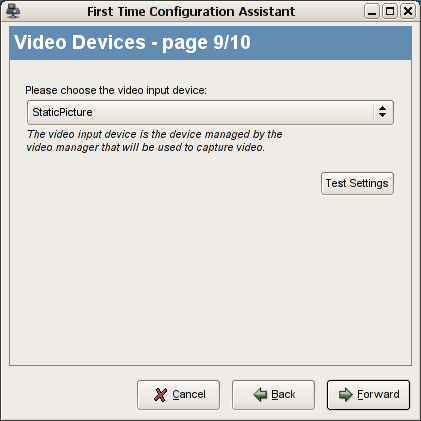 First Time Configuration Assistant
Video Devices - page 9/10
Please choose the video input device:
StaticPicture
The video input device is the device managed by the
video manager that will be used to capture video.
Test Settings
Cancel
Back
Forward